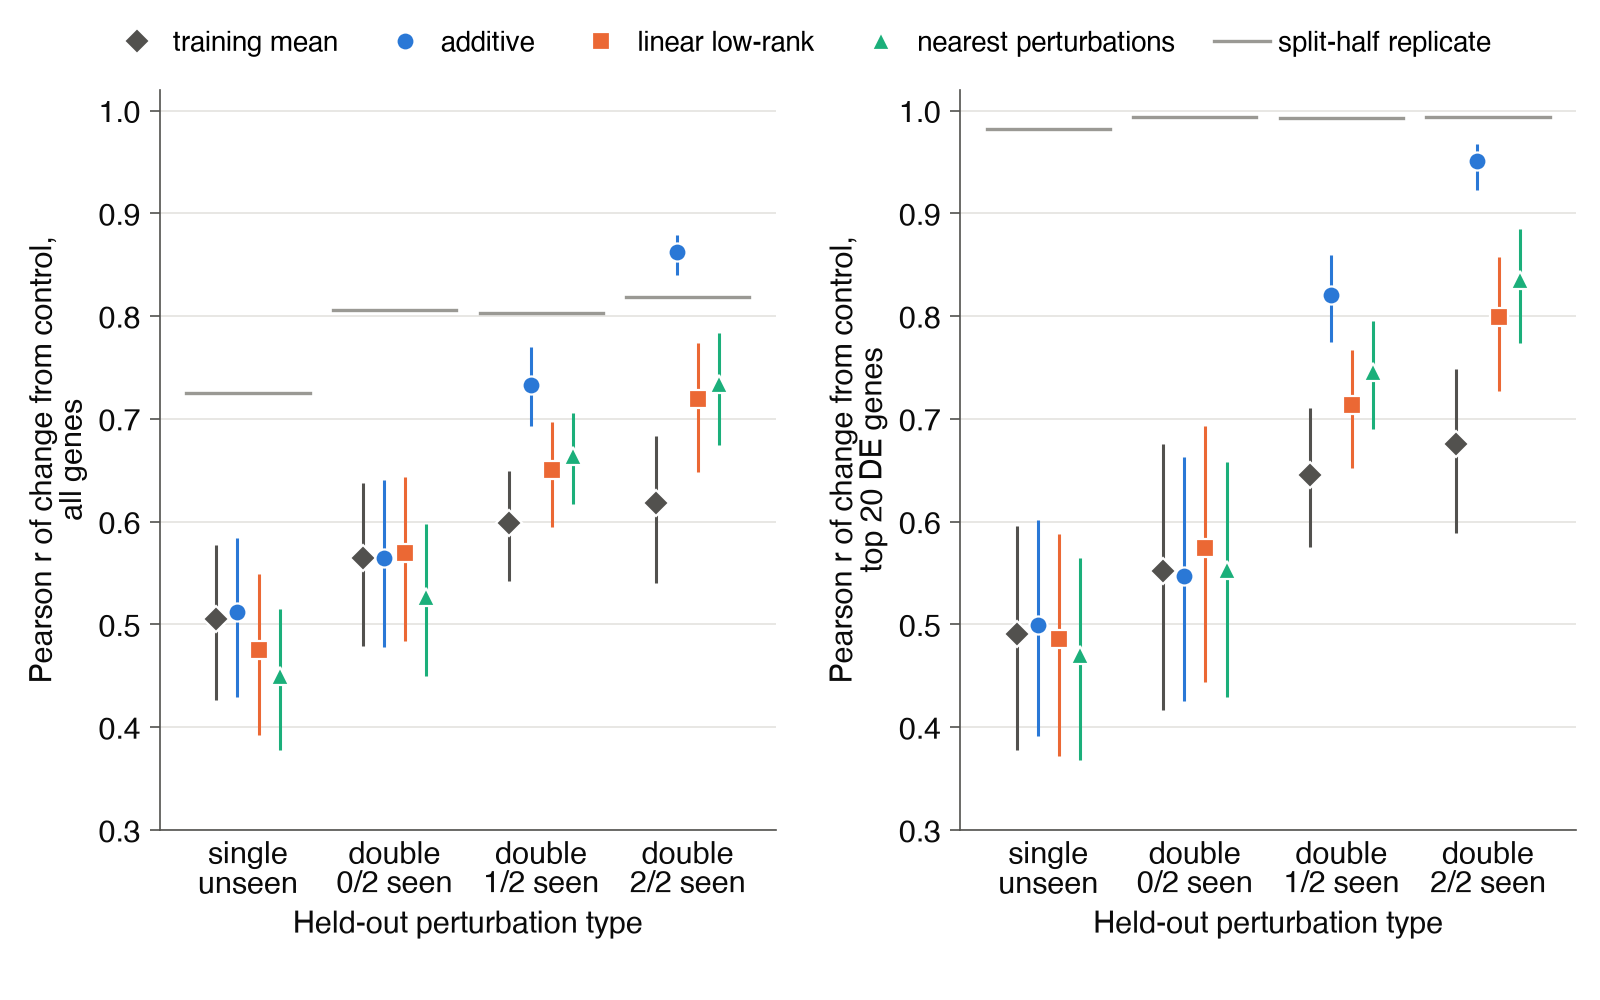 training mean
additive
linear low-rank
nearest perturbations
split-half replicate
Pearson r of change from control,
all genes
1.0
0.9
0.8
0.7
0.6
0.5
0.4
0.3
single
unseen
double
0/2 seen
double
1/2 seen
double
2/2 seen
Held-out perturbation type
Pearson r of change from control,
top 20 DE genes
1.0
0.9
0.8
0.7
0.6
0.5
0.4
0.3
single
unseen
double
0/2 seen
double
1/2 seen
double
2/2 seen
Held-out perturbation type